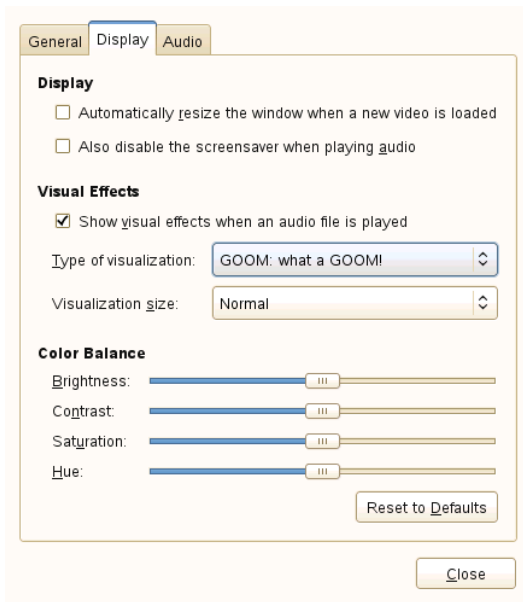 General Display Audio
Display
Automatically resize the window when a new video is loaded
Also disable the screensaver when playing audio
Visual Effects
Show visual effects when an audio file is played
Type of visualization: GOOM: what a GOOM!
Visualization size: Normal
Color Balance
Brightness:
Contrast:
Saturation:
Hue:
Reset to Defaults
Close